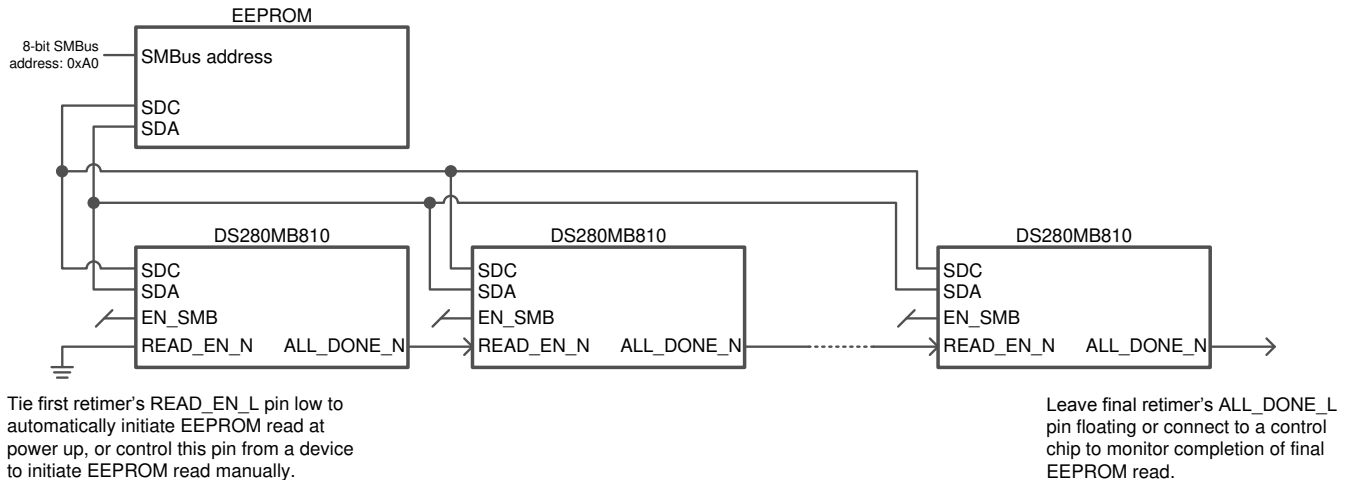 EEPROM
8-bit SMBus
address: 0xA0
SMBus address
SDC
SDA
DS280MB810
DS280MB810
DS280MB810
SDC
SDA
EN_SMB
READ_EN_N ALL_DONE_N
SDC
SDA
EN_SMB
READ_EN_N ALL_DONE_N
SDC
SDA
EN_SMB
READ_EN_N ALL_DONE_N
Tie first retimer's READ_EN_L pin low to
automatically initiate EEPROM read at
power up, or control this pin from a device
to initiate EEPROM read manually.
Leave final retimer's ALL_DONE_L
pin floating or connect to a control
chip to monitor completion of final
EEPROM read.